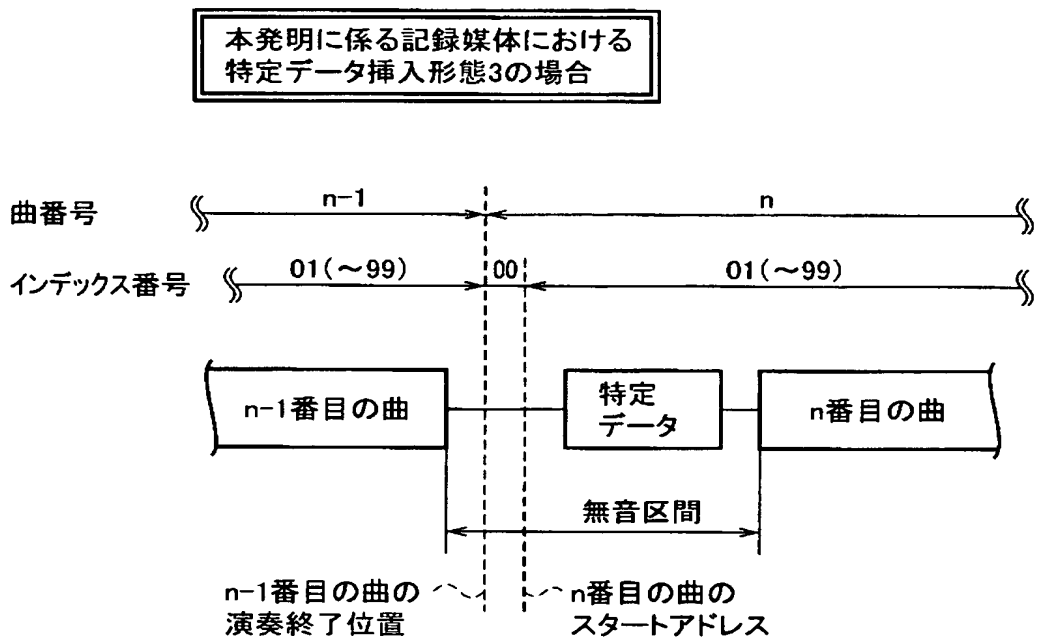 本発明に係る記録媒体における
特定データ挿入形態3の場合
曲番号
n-1
n
インデックス番号
01(~99)
00
01(~99)
n-1番目の曲
特定
データ
n番目の曲
無音区間
n-1番目の曲の
演奏終了位置
n番目の曲の
スタートアドレス